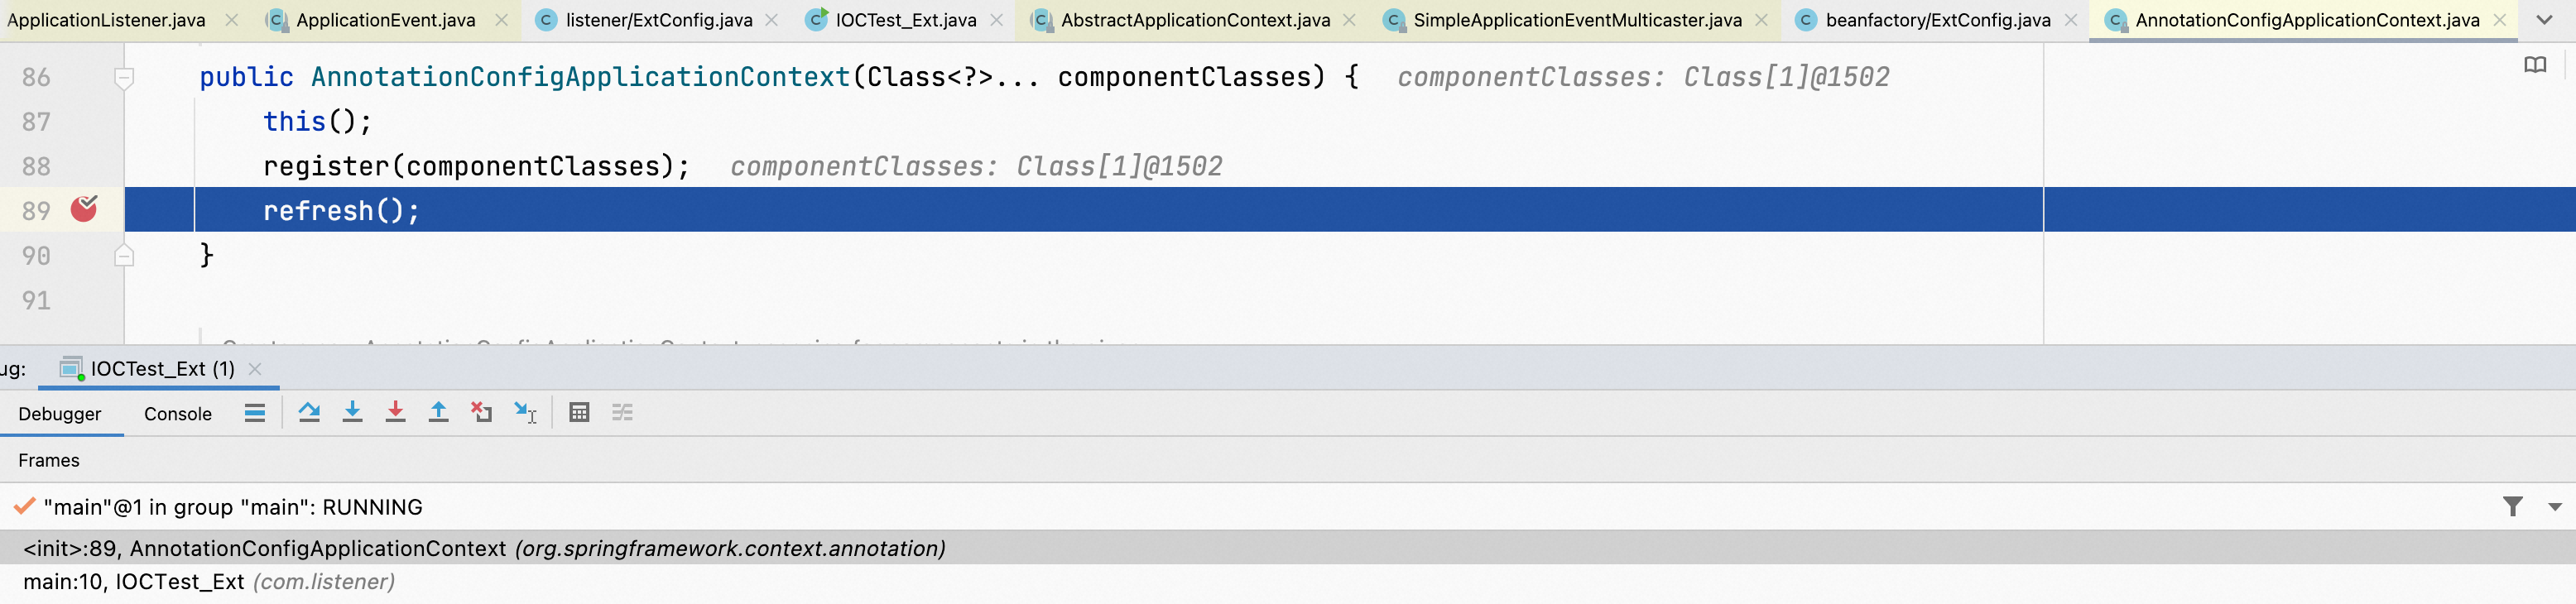 ApplicationListener.java ApplicationEvent.java listener/ExtConfig.java IOCTest_Ext.java AbstractApplicationContext.java SimpleApplicationEventMulticaster.java beanfactory/ExtConfig.java AnnotationConfigApplicationContext.java
86 public AnnotationConfigApplicationContext(Class<?>... componentClasses) { componentClasses: Class[1]@1502
87 this();
88 register(componentClasses); componentClasses: Class[1]@1502
89 refresh();
90 }
91
ug: IOCTest_Ext (1)
Debugger Console
Frames
"main"@1 in group "main": RUNNING
<init>:89, AnnotationConfigApplicationContext (org.springframework.context.annotation)
main:10, IOCTest_Ext (com.listener)